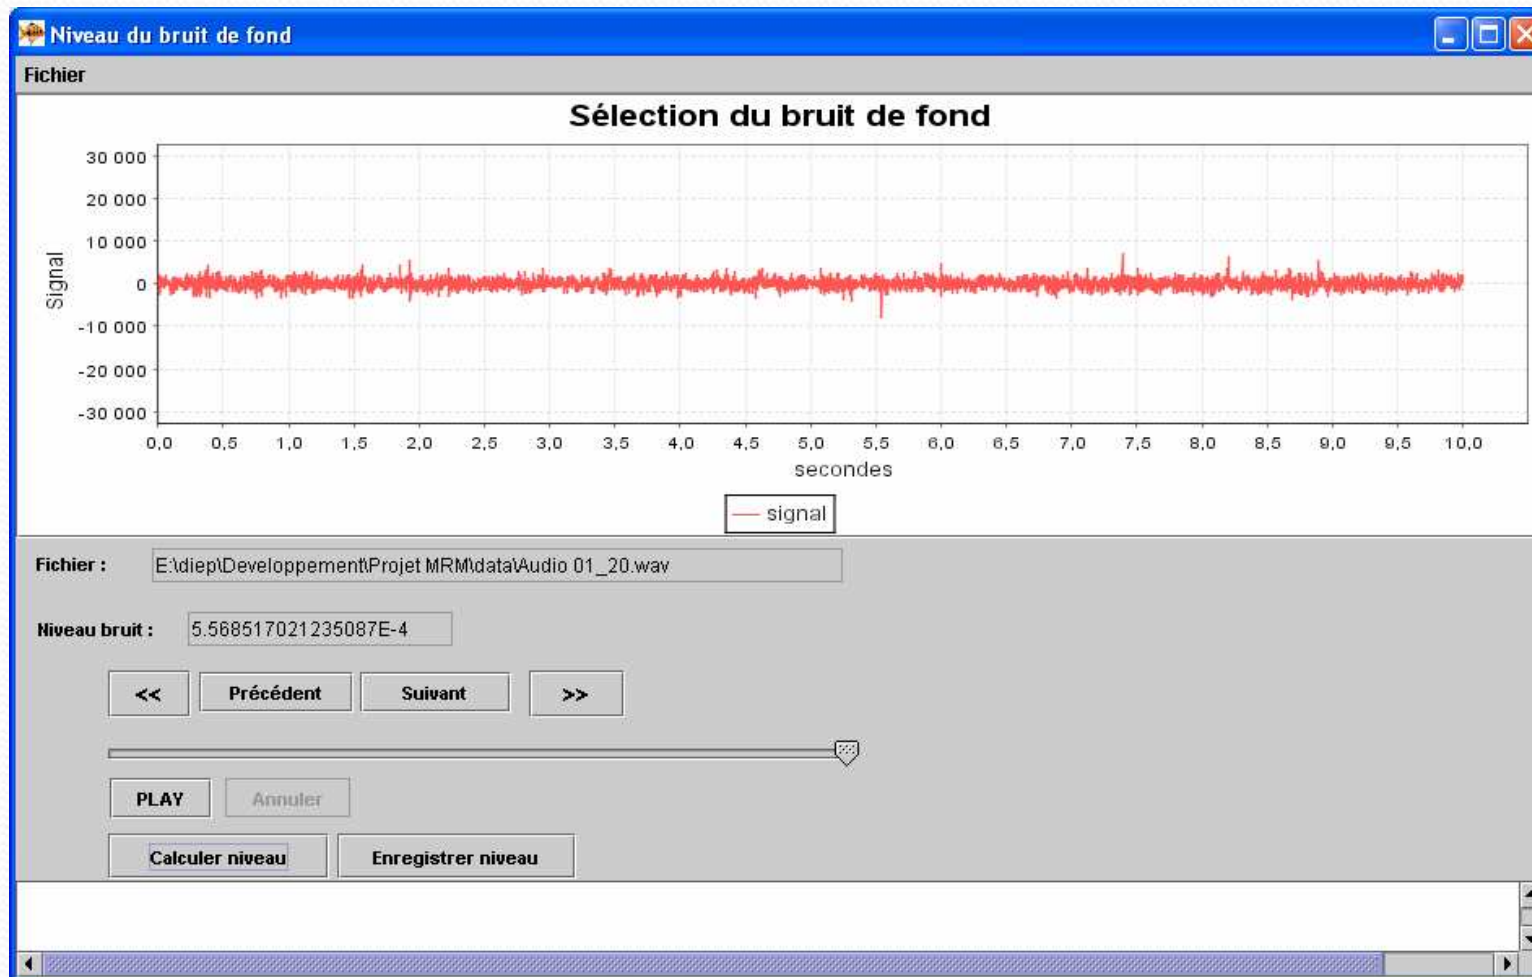 Niveau du bruit de fond
Fichier
Sélection du bruit de fond
30 000
20 000
10 000
0
-10 000
-20 000
-30 000
Signal
0,0 0,5 1,0 1,5 2,0 2,5 3,0 3,5 4,0 4,5 5,0 5,5 6,0 6,5 7,0 7,5 8,0 8,5 9,0 9,5 10,0
secondes
signal
Fichier : E:\diep\Developpement\Projet MRM\data\Audio 01_20.wav
Niveau bruit : 5.568517021235087E-4
<< Précédent Suivant >>
PLAY Annuler
Calculer niveau Enregistrer niveau